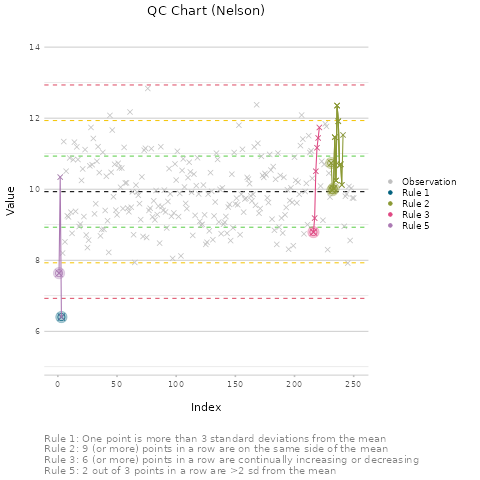 QC Chart (Nelson)
Value
14
12
10
8
6
0
50
100
150
200
250
Index
Observation
Rule 1
Rule 2
Rule 3
Rule 5
Rule 1: One point is more than 3 standard deviations from the mean
Rule 2: 9 (or more) points in a row are on the same side of the mean
Rule 3: 6 (or more) points in a row are continually increasing or decreasing
Rule 5: 2 out of 3 points in a row are >2 sd from the mean